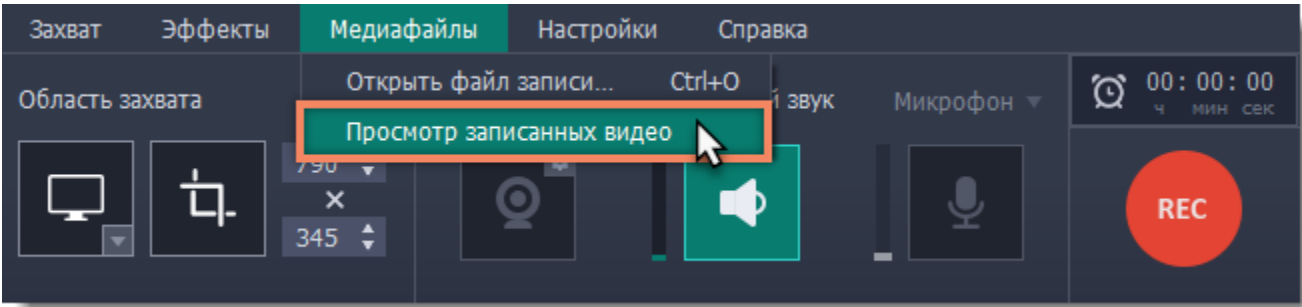 Захват Эффекты Медиафайлы Настройки Справка
Открыть файл записи... Ctrl+O
Просмотр записанных видео
Область захвата
звук
Микрофон
00:00:00
ч мин сек
790
×
345
REC